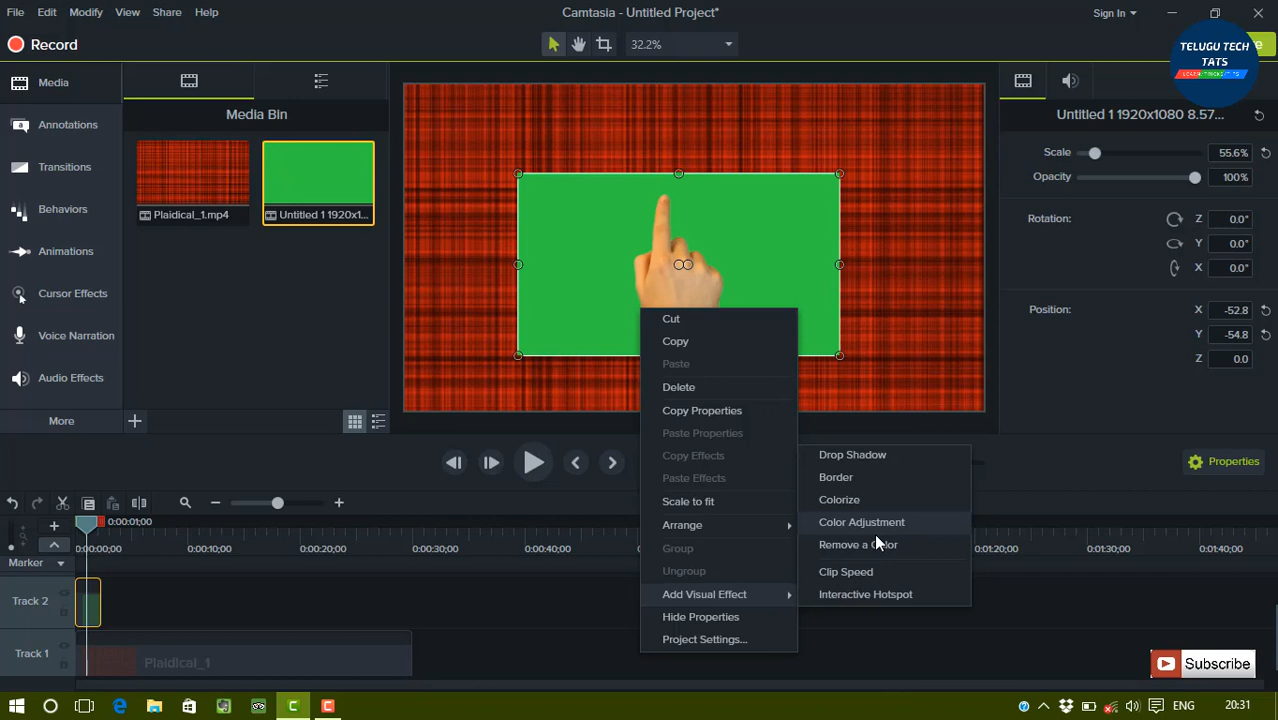 File Edit Modify View Share Help
Camtasia - Untitled Project*
Sign In
Record
32.2%
TELUGU TECH
TATS
Media
Annotations
Transitions
Behaviors
Animations
Cursor Effects
Voice Narration
Audio Effects
More
Media Bin
Plaidical_1.mp4
Untitled 1 1920x1...
Untitled 1 1920x1080 8.57...
Scale 55.6%
Opacity 100%
Rotation: Z 0.0°
Y 0.0°
X 0.0°
Position: X -52.8
Y -54.8
Z 0.0
Properties
Cut
Copy
Paste
Delete
Copy Properties
Paste Properties
Copy Effects
Paste Effects
Scale to fit
Arrange
Group
Ungroup
Add Visual Effect
Hide Properties
Project Settings...
Drop Shadow
Border
Colorize
Color Adjustment
Remove a Color
Clip Speed
Interactive Hotspot
0:00:01;00
0:00:00;00 0:00:10;00 0:00:20;00 0:00:30;00 0:00:40;00 0:01:20;00 0:01:30;00 0:01:40;00
Marker
Track 2
Track 1
Plaidical_1
Subscribe
ENG 20:31